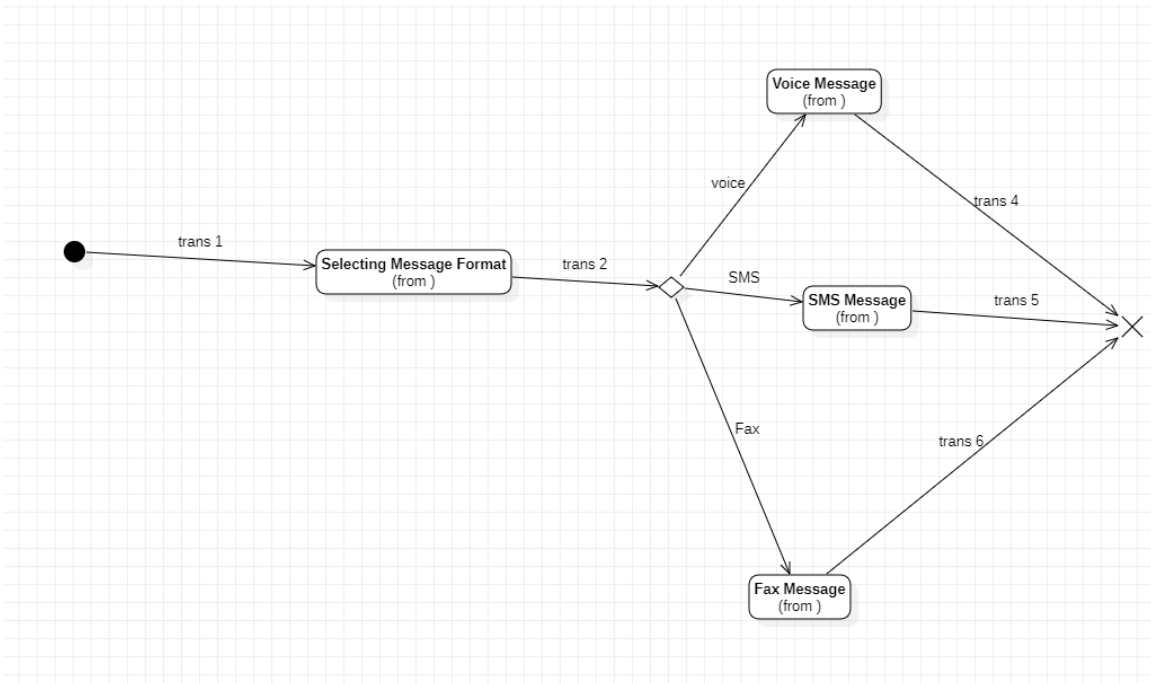 Voice Message
(from )
voice
trans 4
trans 1
Selecting Message Format
(from )
trans 2
SMS
SMS Message
(from )
trans 5
Fax
trans 6
Fax Message
(from )